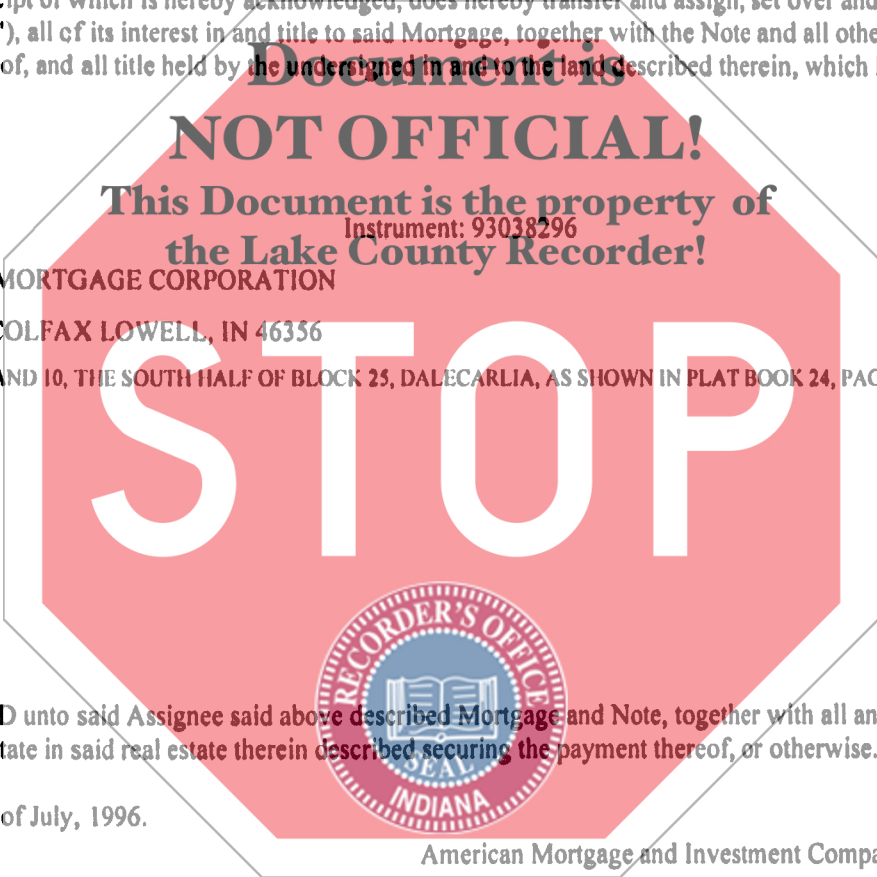 ipt of which is hereby acknowledged, does hereby transfer and assign, set over and
"), all of its interest in and title to said Mortgage, together with the Note and all othe
of, and all title held by the undersigned in and to the land described therein, which
Document is
NOT OFFICIAL!
This Document is the property of
Instrument: 93038296
the Lake County Recorder!
MORTGAGE CORPORATION
COLFAX LOWELL, IN 46356
AND 10, THE SOUTH HALF OF BLOCK 25, DALECARLIA, AS SHOWN IN PLAT BOOK 24, PAG
STOP
RECORDER'S OFFICE
D unto said Assignee said above described Mortgage and Note, together with all an
tate in said real estate therein described securing the payment thereof, or otherwise.
SEAL
INDIANA
of July, 1996.
American Mortgage and Investment Compa